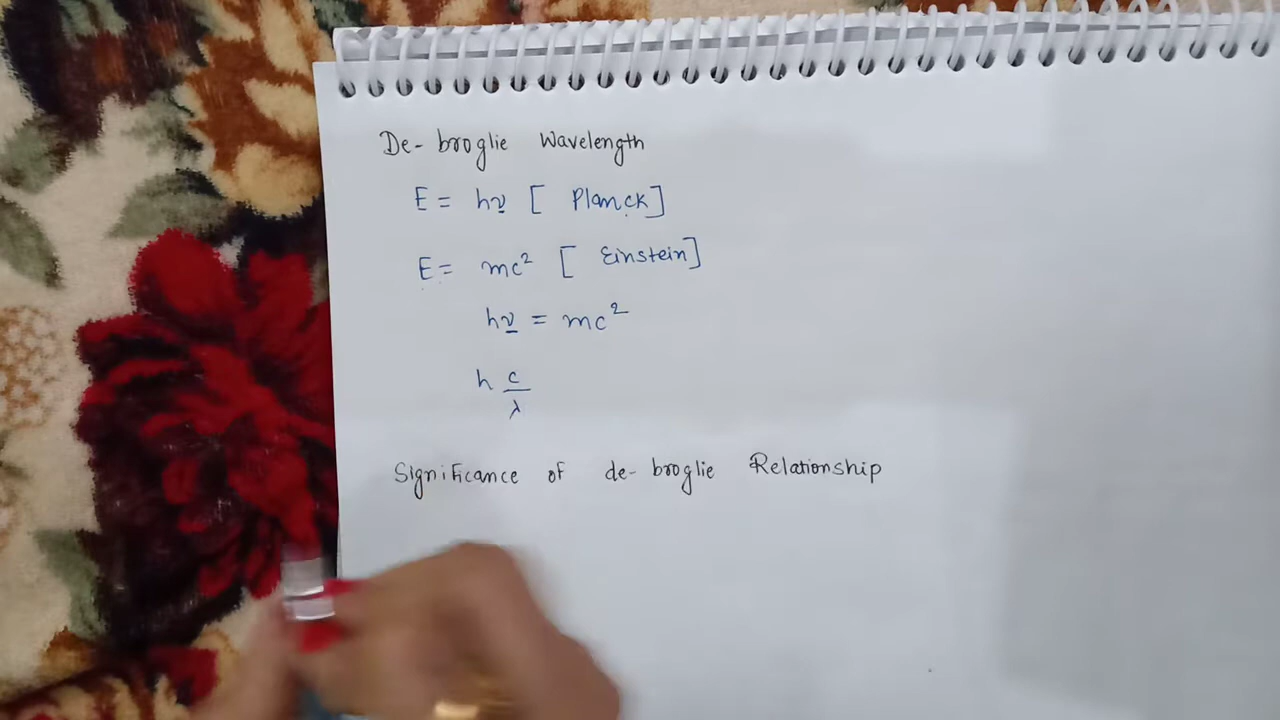 De-broglie Wavelength
E = hν [ Planck]
E = mc² [ Einstein]
hν = mc²
h c/λ
Significance of de-broglie Relationship